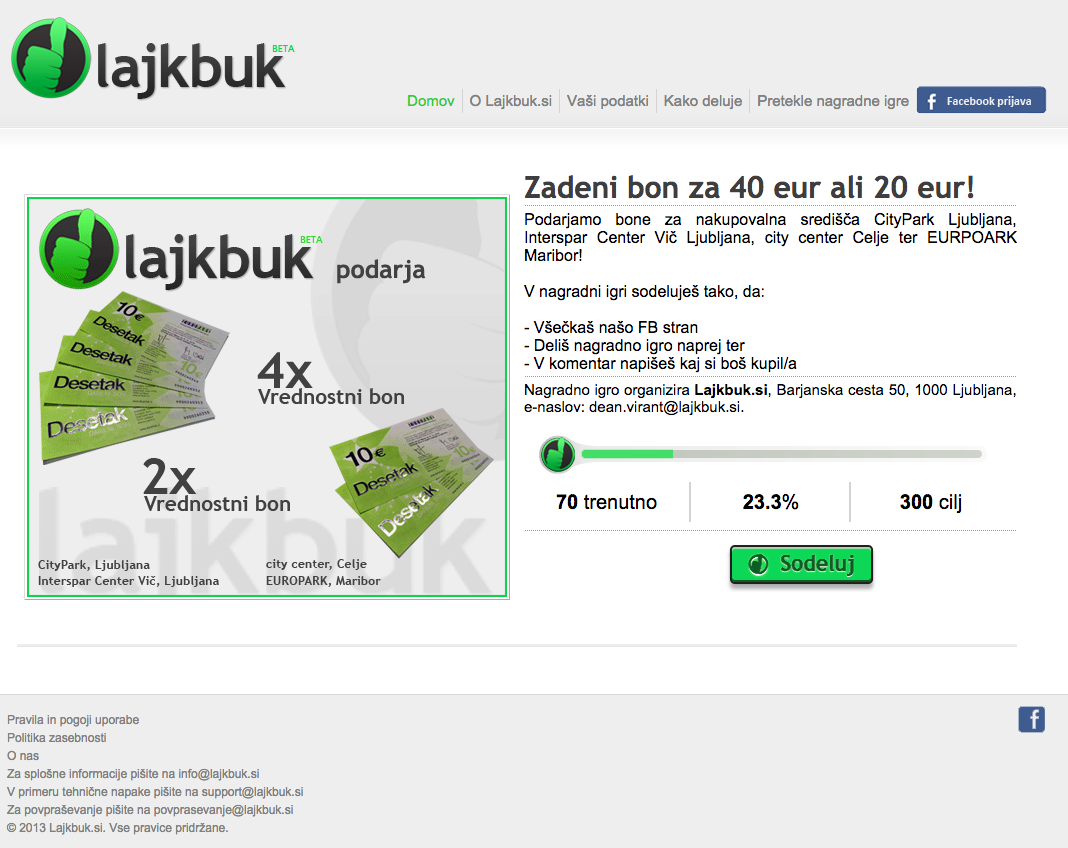 lajkbuk BETA
Domov O Lajkbuk.si Vaši podatki Kako deluje Pretekle nagradne igre Facebook prijava
lajkbuk BETA podarja
10€
Desetak
Desetak
Desetak
Desetak
10€
4x
Vrednostni bon
10€
Desetak
Desetak
10€
2x
Vrednostni bon
lajkbuk
CityPark, Ljubljana
Interspar Center Vič, Ljubljana
city center, Celje
EUROPARK, Maribor
Zadeni bon za 40 eur ali 20 eur!
Podarjamo bone za nakupovalna središča CityPark Ljubljana,
Interspar Center Vič Ljubljana, city center Celje ter EURPOARK
Maribor!
V nagradni igri sodeluješ tako, da:
- Všečkaš našo FB stran
- Deliš nagradno igro naprej ter
- V komentar napišeš kaj si boš kupil/a
Nagradno igro organizira Lajkbuk.si, Barjanska cesta 50, 1000 Ljubljana,
e-naslov: dean.virant@lajkbuk.si.
70 trenutno 23.3% 300 cilj
Sodeluj
Pravila in pogoji uporabe
Politika zasebnosti
O nas
Za splošne informacije pišite na info@lajkbuk.si
V primeru tehnične napake pišite na support@lajkbuk.si
Za povpraševanje pišite na povprasevanje@lajkbuk.si
© 2013 Lajkbuk.si. Vse pravice pridržane.